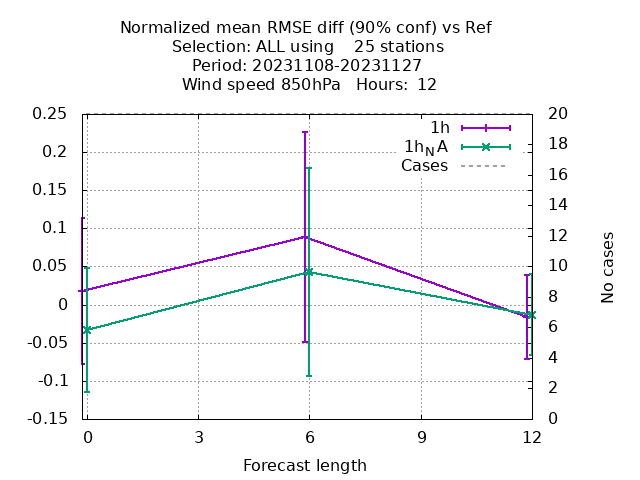 Normalized mean RMSE diff (90% conf) vs Ref
Selection: ALL using    25 stations
Period: 20231108-20231127
Wind speed 850hPa   Hours:  12
0.25
0.2
0.15
0.1
0.05
0
-0.05
-0.1
-0.15
20
18
16
14
12
10
8
6
4
2
0
1h
1h_NA
Cases
No cases
0 3 6 9 12
Forecast length